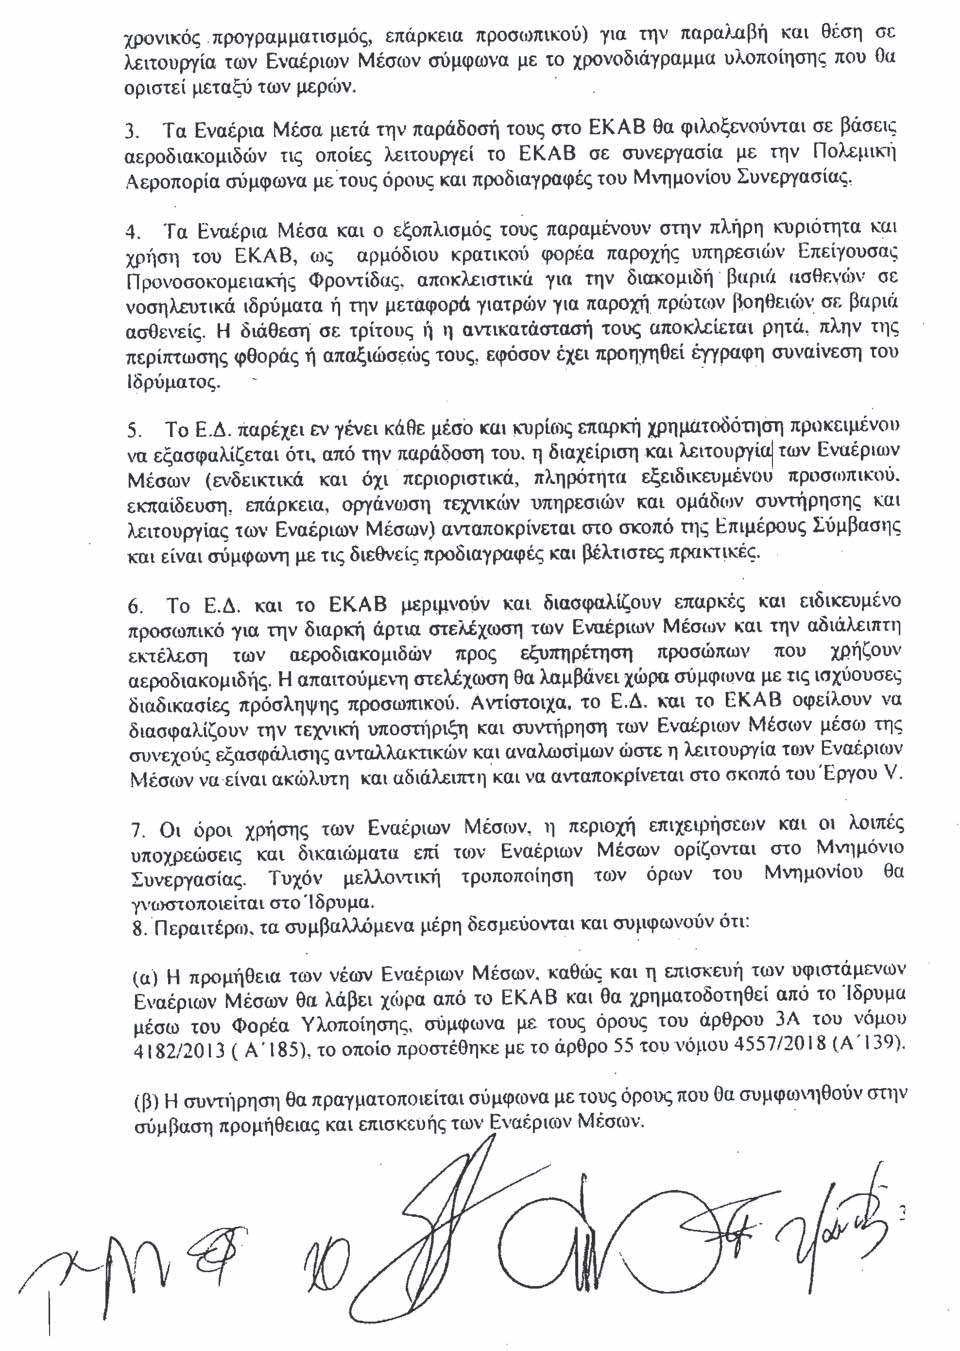 χρονικός προγραμματισμός, επάρκεια προσωπικού) για την παραλαβή και θέση σε
λειτουργία των Εναέριων Μέσων σύμφωνα με το χρονοδιάγραμμα υλοποίησης που θα
οριστεί μεταξύ των μερών.
3. Τα Εναέρια Μέσα μετά την παράδοσή τους στο ΕΚΑΒ θα φιλοξενούνται σε βάσεις
αεροδιακομιδών τις οποίες λειτουργεί το ΕΚΑΒ σε συνεργασία με την Πολεμική
Αεροπορία σύμφωνα με τους όρους και προδιαγραφές του Μνημονίου Συνεργασίας.
4. Τα Εναέρια Μέσα και ο εξοπλισμός τους παραμένουν στην πλήρη κυριότητα και
χρήση του ΕΚΑΒ, ως αρμόδιου κρατικού φορέα παροχής υπηρεσιών Επείγουσας
Προνοσοκομειακής Φροντίδας, αποκλειστικά για την διακομιδή βαριά ασθενών σε
νοσηλευτικά ιδρύματα ή την μεταφορά γιατρών για παροχή πρώτων βοηθειών σε βαριά
ασθενείς. Η διάθεση σε τρίτους ή η αντικατάστασή τους αποκλείεται ρητά, πλην της
περίπτωσης φθοράς ή απαξιώσεώς τους, εφόσον έχει προηγηθεί έγγραφη συναίνεση του
Ιδρύματος.
5. Το Ε.Δ. παρέχει εν γένει κάθε μέσο και κυρίως επαρκή χρηματοδότηση προκειμένου
να εξασφαλίζεται ότι, από την παράδοση του, η διαχείριση και λειτουργία των Εναέριων
Μέσων (ενδεικτικά και όχι περιοριστικά, πληρότητα εξειδικευμένου προσωπικού,
εκπαίδευση, επάρκεια, οργάνωση τεχνικών υπηρεσιών και ομάδων συντήρησης και
λειτουργίας των Εναέριων Μέσων) ανταποκρίνεται στο σκοπό της Επιμέρους Σύμβασης
και είναι σύμφωνη με τις διεθνείς προδιαγραφές και βέλτιστες πρακτικές.
6. Το Ε.Δ. και το ΕΚΑΒ μεριμνούν και διασφαλίζουν επαρκές και ειδικευμένο
προσωπικό για την διαρκή άρτια στελέχωση των Εναέριων Μέσων και την αδιάλειπτη
εκτέλεση των αεροδιακομιδών προς εξυπηρέτηση προσώπων που χρήζουν
αεροδιακομιδής. Η απαιτούμενη στελέχωση θα λαμβάνει χώρα σύμφωνα με τις ισχύουσες
διαδικασίες πρόσληψης προσωπικού. Αντίστοιχα, το Ε.Δ. και το ΕΚΑΒ οφείλουν να
διασφαλίζουν την τεχνική υποστήριξη και συντήρηση των Εναέριων Μέσων μέσω της
συνεχούς εξασφάλισης ανταλλακτικών και αναλωσίμων ώστε η λειτουργία των Εναέριων
Μέσων να είναι ακώλυτη και αδιάλειπτη και να ανταποκρίνεται στο σκοπό του Έργου V.
7. Οι όροι χρήσης των Εναέριων Μέσων, η περιοχή επιχειρήσεων και οι λοιπές
υποχρεώσεις και δικαιώματα επί των Εναέριων Μέσων ορίζονται στο Μνημόνιο
Συνεργασίας. Τυχόν μελλοντική τροποποίηση των όρων του Μνημονίου θα
γνωστοποιείται στο Ίδρυμα.
8. Περαιτέρω, τα συμβαλλόμενα μέρη δεσμεύονται και συμφωνούν ότι:
(α) Η προμήθεια των νέων Εναέριων Μέσων, καθώς και η επισκευή των υφιστάμενων
Εναέριων Μέσων θα λάβει χώρα από το ΕΚΑΒ και θα χρηματοδοτηθεί από το Ίδρυμα
μέσω του Φορέα Υλοποίησης, σύμφωνα με τους όρους του άρθρου 3Α του νόμου
4182/2013 ( Α΄185), το οποίο προστέθηκε με το άρθρο 55 του νόμου 4557/2018 (Α΄139).
(β) Η συντήρηση θα πραγματοποιείται σύμφωνα με τους όρους που θα συμφωνηθούν στην
σύμβαση προμήθειας και επισκευής των Εναέριων Μέσων.
3